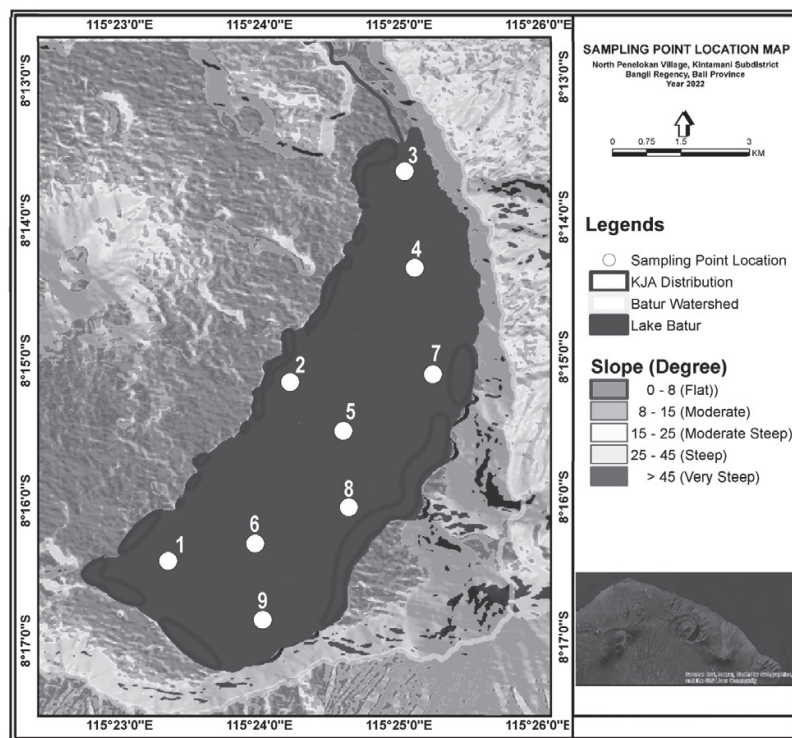 115°23'0"E 115°24'0"E 115°25'0"E 115°26'0"E
8°13'0"S
8°14'0"S
8°15'0"S
8°16'0"S
8°17'0"S
3
4
7
2
5
8
6
1
9
8°13'0"S
8°14'0"S
8°15'0"S
8°16'0"S
8°17'0"S
115°23'0"E 115°24'0"E 115°25'0"E 115°26'0"E
SAMPLING POINT LOCATION MAP
North Penelokan Village, Kintamani Subdistrict
Bangli Regency, Bali Province
Year 2022
0 0.75 1.5 3
KM
Legends
Sampling Point Location
KJA Distribution
Batur Watershed
Lake Batur
Slope (Degree)
0 - 8 (Flat))
8 - 15 (Moderate)
15 - 25 (Moderate Steep)
25 - 45 (Steep)
> 45 (Very Steep)
and the GIS User Community